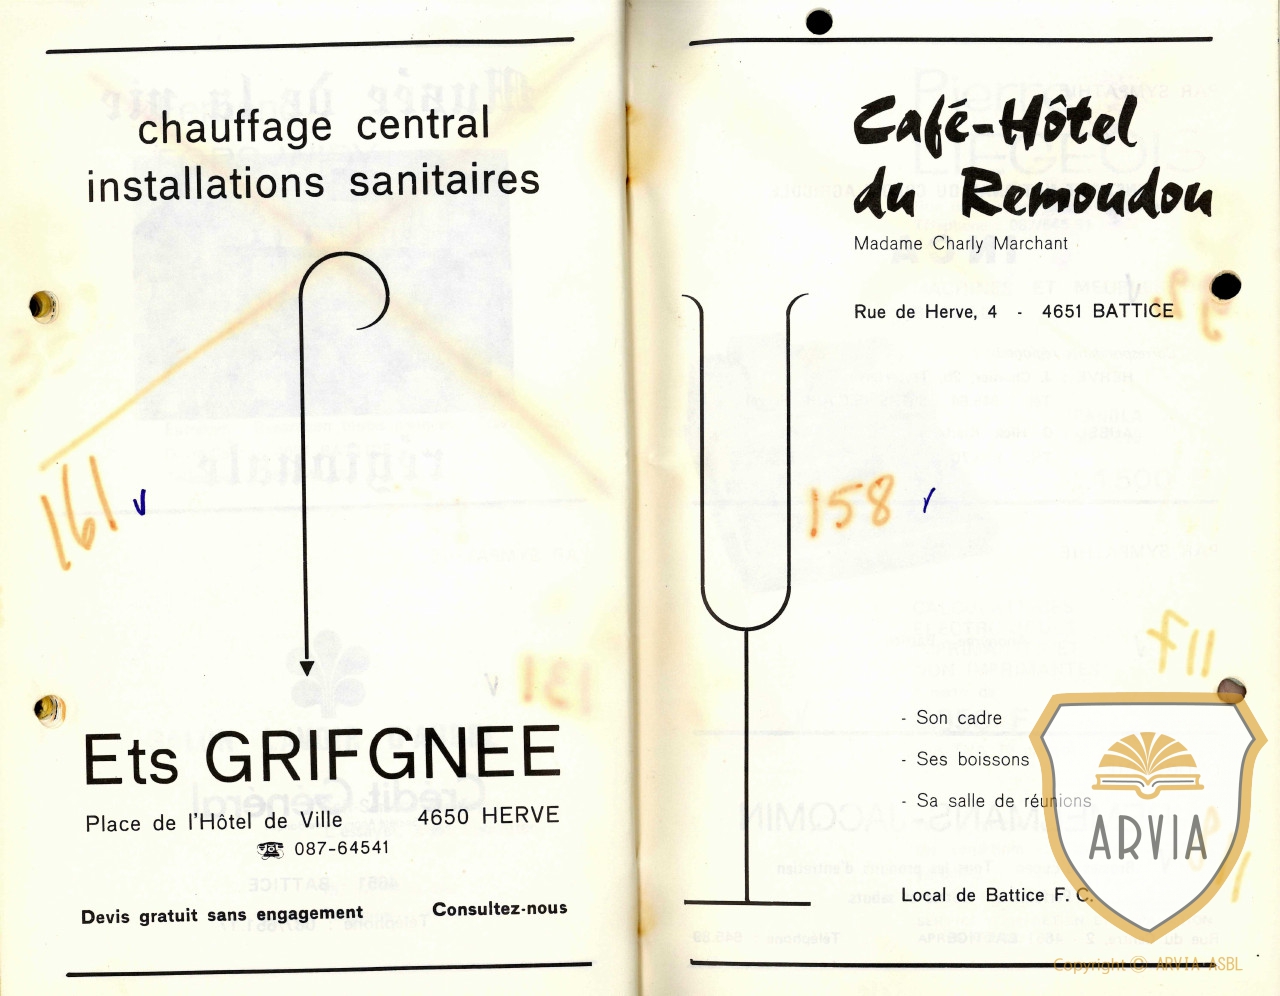 chauffage central
installations sanitaires
161
Ets GRIFGNEE
Place de l'Hôtel de Ville 4650 HERVE
☎ 087-64541
Devis gratuit sans engagement Consultez-nous
Café-Hôtel
du Remoudou
Madame Charly Marchant
Rue de Herve, 4 - 4651 BATTICE
158
- Son cadre
- Ses boissons
- Sa salle de réunions
Local de Battice F. C.
ARVIA
Copyright © ARVIA ASBL